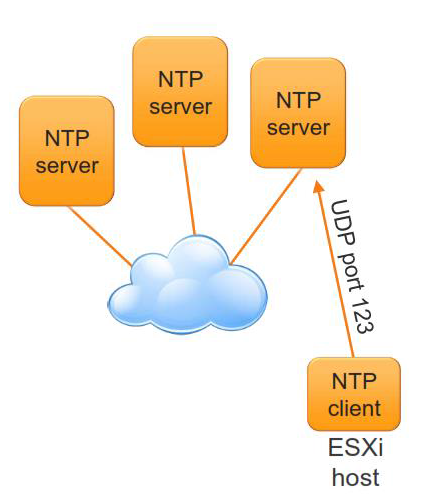 NTP
server
NTP
server
NTP
server
UDP port 123
NTP
client
ESXi
host